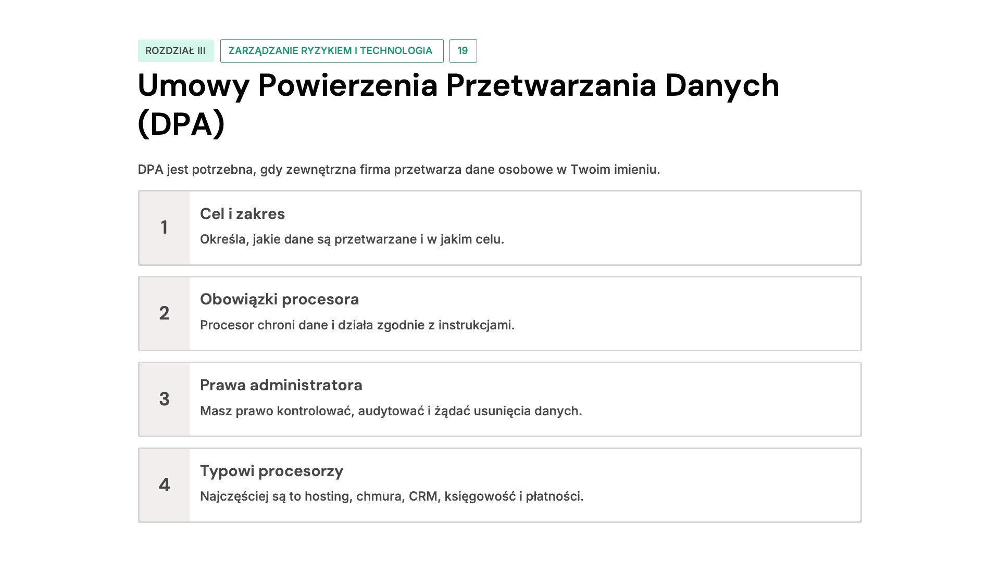 ROZDZIAŁ III
ZARZĄDZANIE RYZYKIEM I TECHNOLOGIA
19
Umowy Powierzenia Przetwarzania Danych
(DPA)
DPA jest potrzebna, gdy zewnętrzna firma przetwarza dane osobowe w Twoim imieniu.
1
Cel i zakres
Określa, jakie dane są przetwarzane i w jakim celu.
2
Obowiązki procesora
Procesor chroni dane i działa zgodnie z instrukcjami.
3
Prawa administratora
Masz prawo kontrolować, audytować i żądać usunięcia danych.
4
Typowi procesorzy
Najczęściej są to hosting, chmura, CRM, księgowość i płatności.